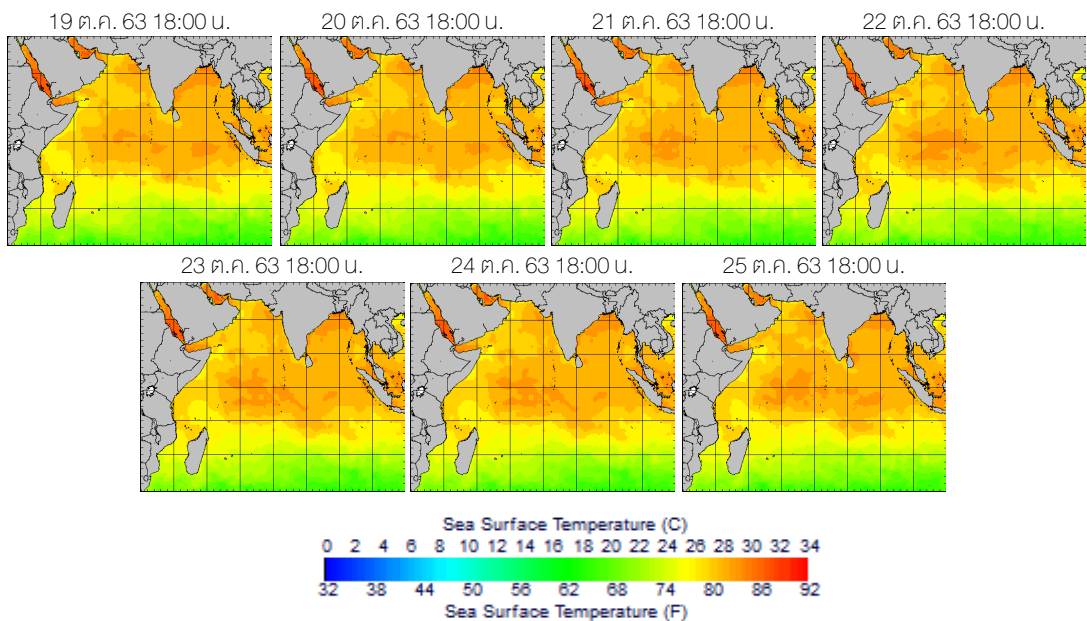 19 ต.ค. 63 18:00 น.
20 ต.ค. 63 18:00 น.
21 ต.ค. 63 18:00 น.
22 ต.ค. 63 18:00 น.
23 ต.ค. 63 18:00 น.
24 ต.ค. 63 18:00 น.
25 ต.ค. 63 18:00 น.
Sea Surface Temperature (C)
0 2 4 6 8 10 12 14 16 18 20 22 24 26 28 30 32 34
32 38 44 50 56 62 68 74 80 86 92
Sea Surface Temperature (F)